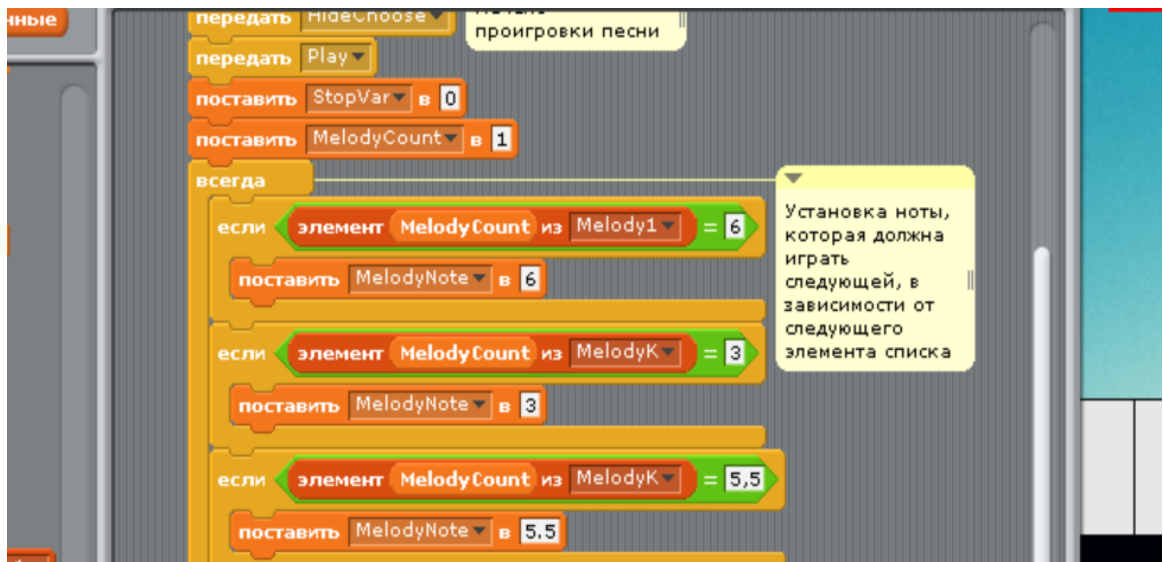 нные
передать HideChoose
проигровки песни
передать Play
поставить StopVar в 0
поставить MelodyCount в 1
всегда
если элемент MelodyCount из Melody1 = 6
поставить MelodyNote в 6
если элемент MelodyCount из MelodyK = 3
поставить MelodyNote в 3
если элемент MelodyCount из MelodyK = 5,5
поставить MelodyNote в 5.5
Установка ноты,
которая должна
играть
следующей, в
зависимости от
следующего
элемента списка